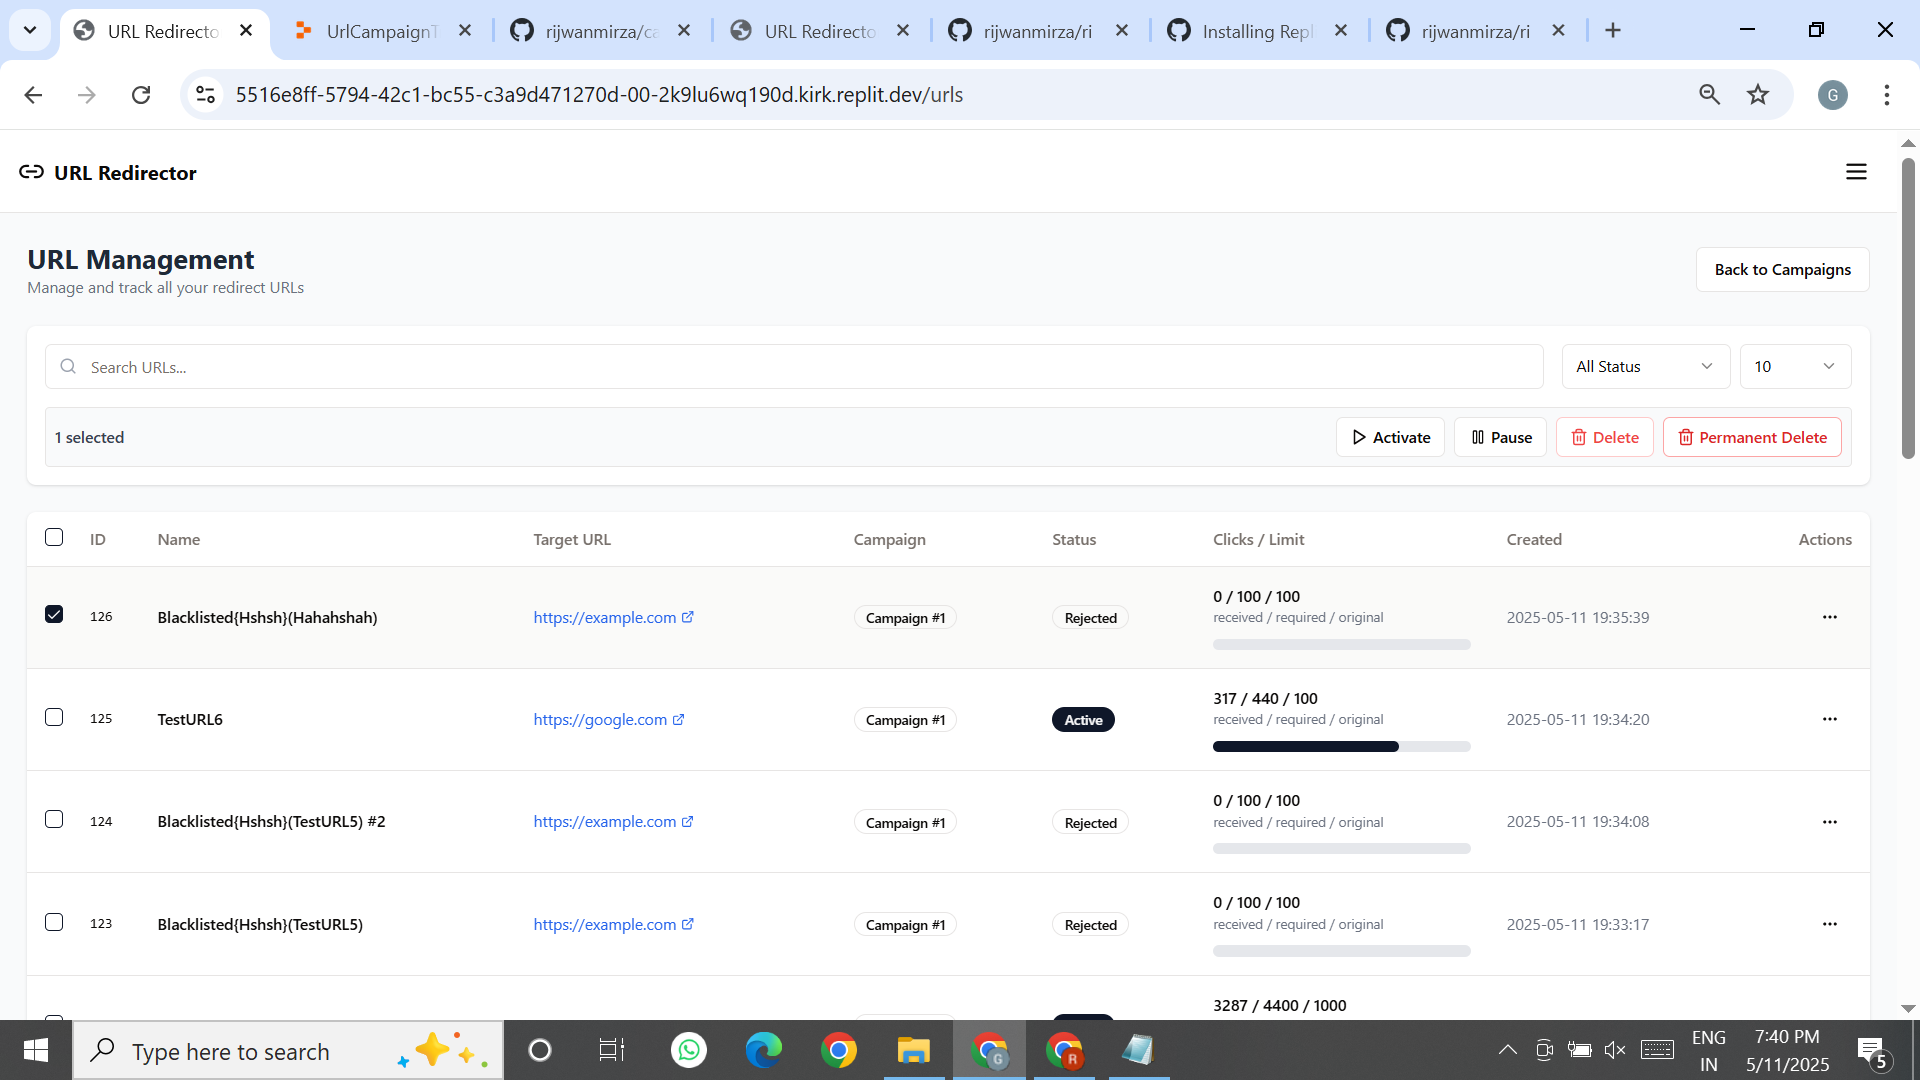 URL Redirecto
UrlCampaignT
rijwanmirza/ca
URL Redirecto
rijwanmirza/ri
Installing Repl
rijwanmirza/ri
5516e8ff-5794-42c1-bc55-c3a9d471270d-00-2k9lu6wq190d.kirk.replit.dev/urls
G
URL Redirector
URL Management
Manage and track all your redirect URLs
Back to Campaigns
Search URLs...
All Status
10
1 selected
Activate
Pause
Delete
Permanent Delete
ID Name Target URL Campaign Status Clicks / Limit Created Actions
126 Blacklisted{Hshsh}(Hahahshah) https://example.com Campaign #1 Rejected 0 / 100 / 100 2025-05-11 19:35:39
received / required / original
125 TestURL6 https://google.com Campaign #1 Active 317 / 440 / 100 2025-05-11 19:34:20
received / required / original
124 Blacklisted{Hshsh}(TestURL5) #2 https://example.com Campaign #1 Rejected 0 / 100 / 100 2025-05-11 19:34:08
received / required / original
123 Blacklisted{Hshsh}(TestURL5) https://example.com Campaign #1 Rejected 0 / 100 / 100 2025-05-11 19:33:17
received / required / original
3287 / 4400 / 1000
Type here to search
G
R
ENG
IN
7:40 PM
5/11/2025
5